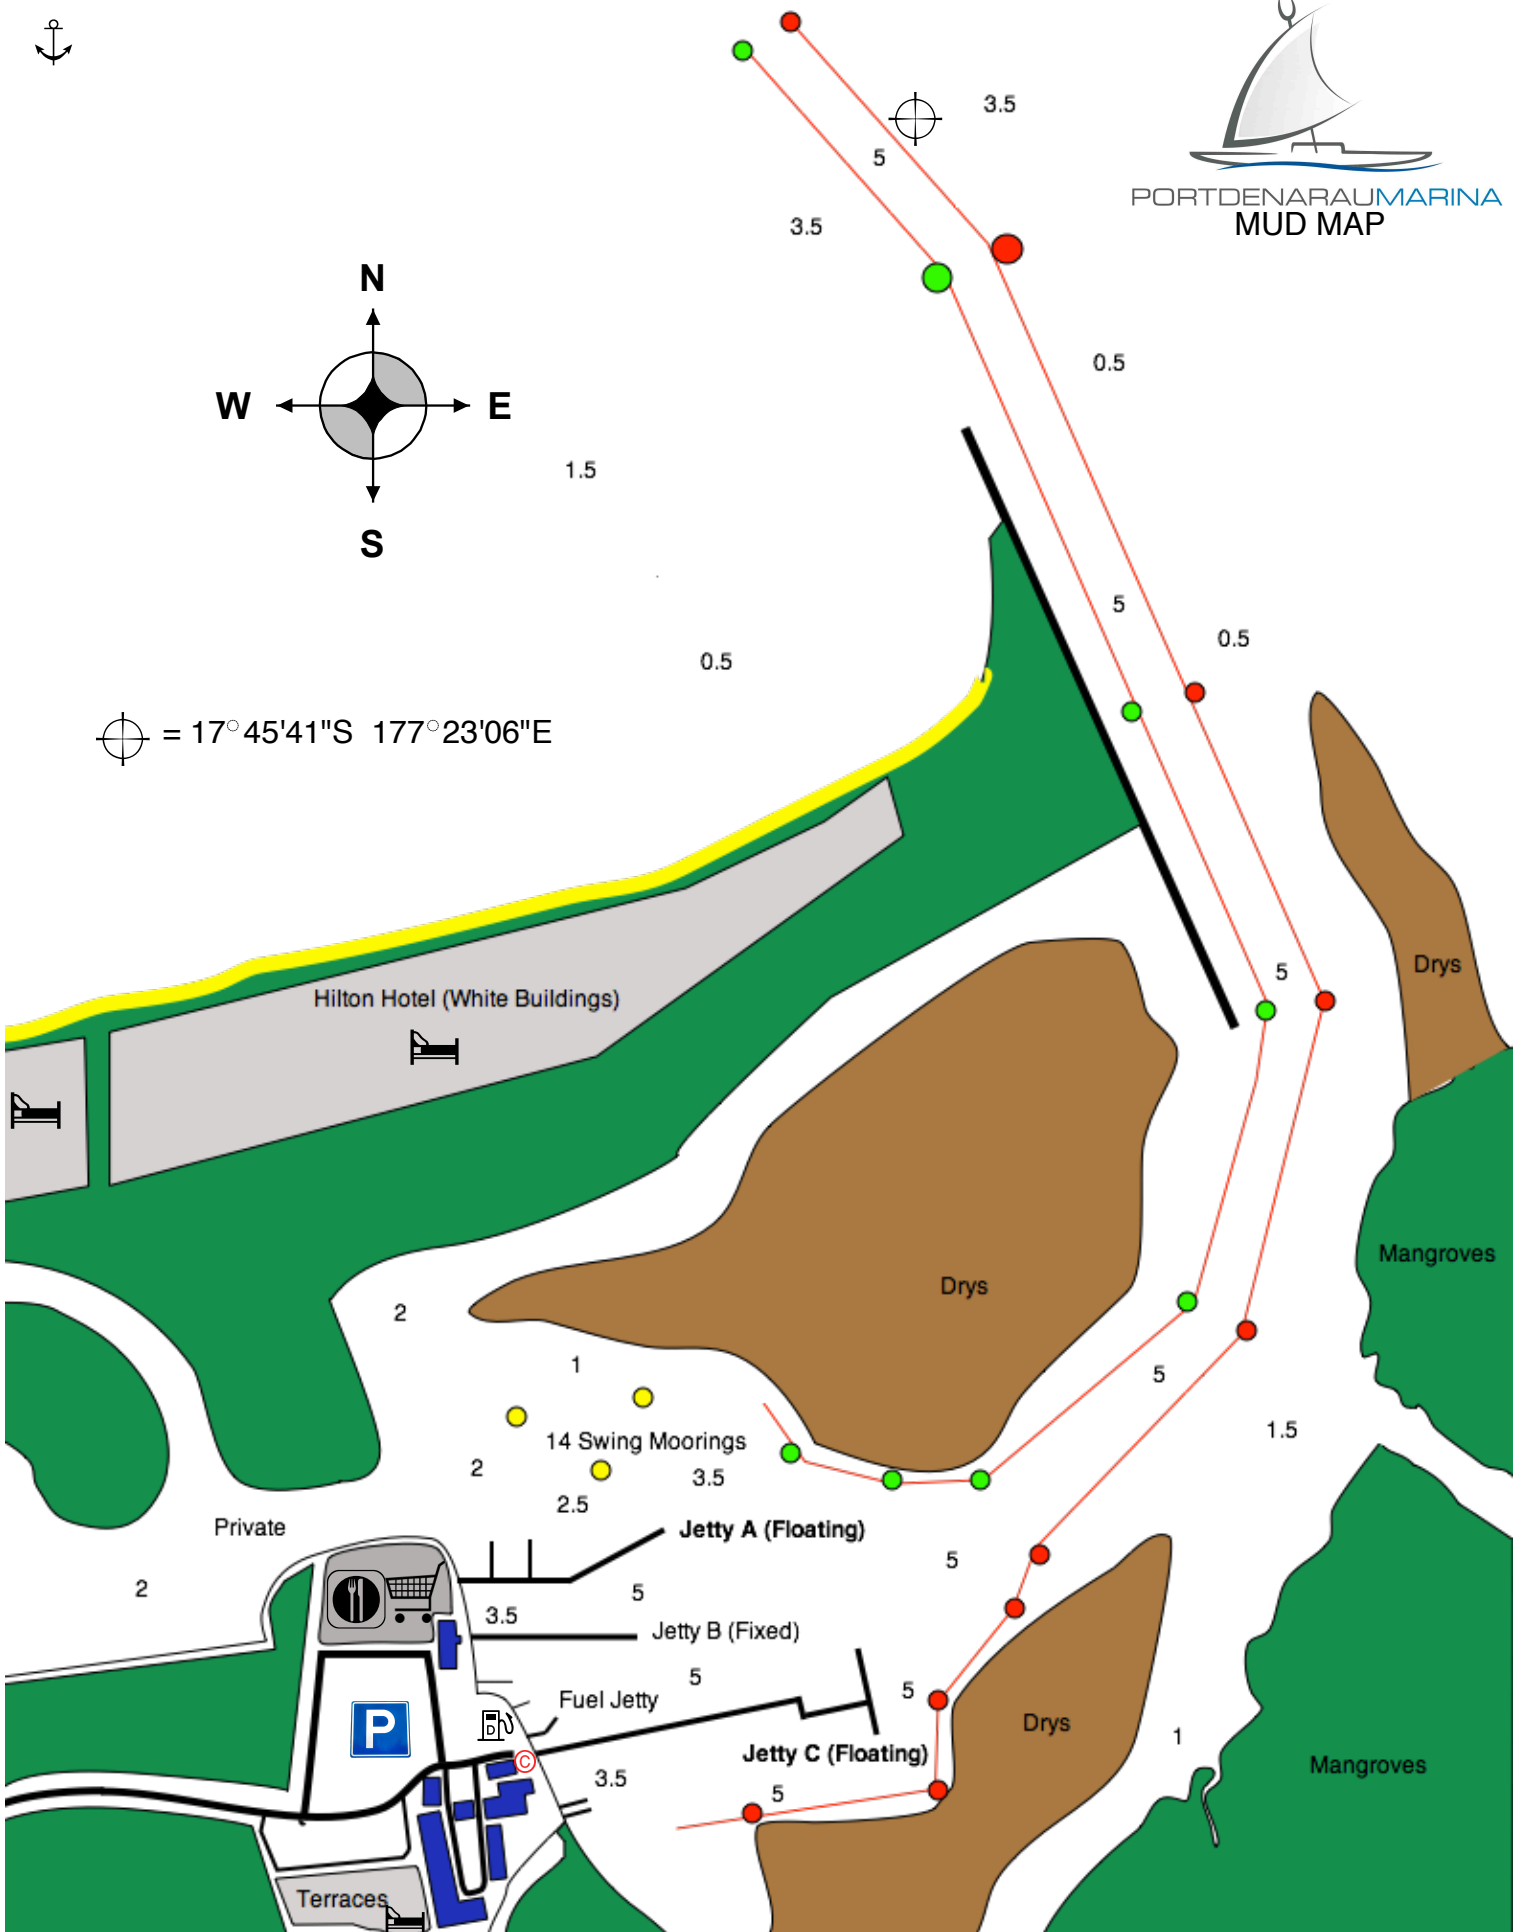 3.5
5
PORTDENARAUMARINA
MUD MAP
3.5
N
W E
S
0.5
1.5
5
0.5
0.5
= 17°45'41"S 177°23'06"E
Drys
5
Hilton Hotel (White Buildings)
Mangroves
Drys
2
1
5
14 Swing Moorings
1.5
2
3.5
2.5
Private
Jetty A (Floating)
5
2
5
3.5
Jetty B (Fixed)
5
5
Fuel Jetty
P
D
Drys
1
Jetty C (Floating)
©
Mangroves
3.5
5
Terraces